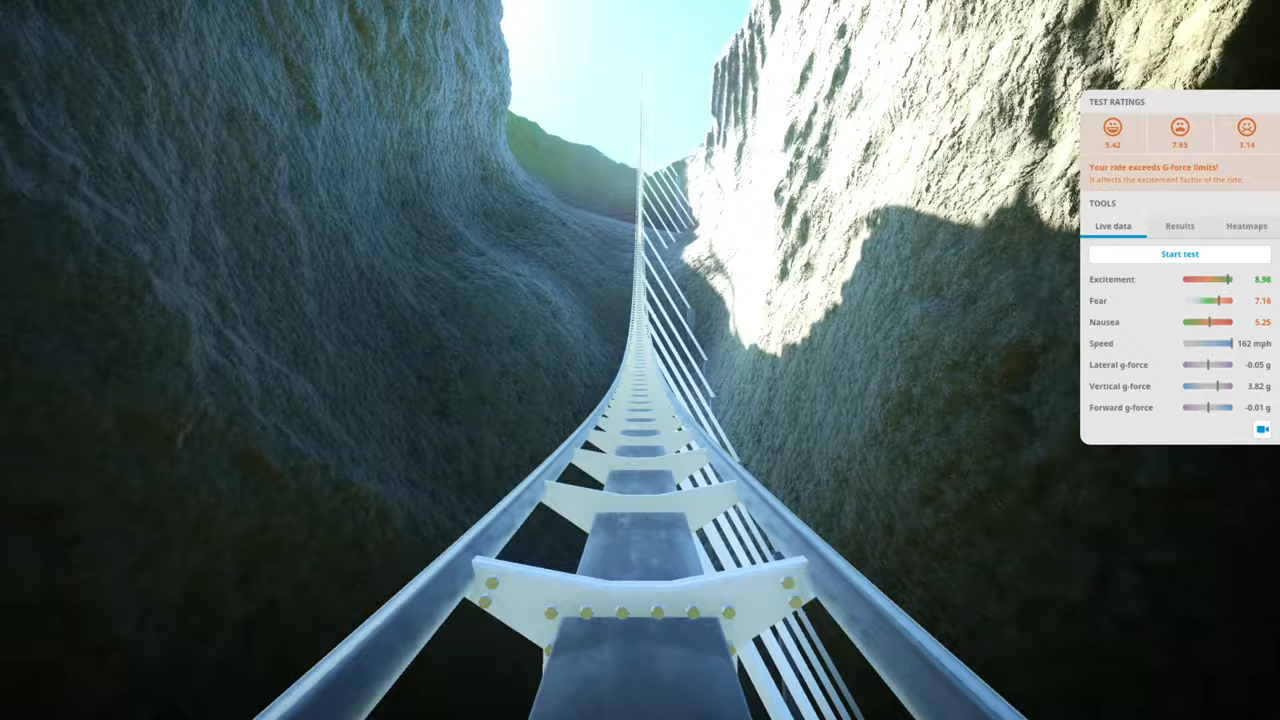 TEST RATINGS
5.42 7.65 3.14
Your ride exceeds G-force limits!
It affects the excitement factor of the ride.
TOOLS
Live data Results Heatmaps
Start test
Excitement 8.98
Fear 7.16
Nausea 5.25
Speed 162 mph
Lateral g-force -0.05 g
Vertical g-force 3.82 g
Forward g-force -0.01 g